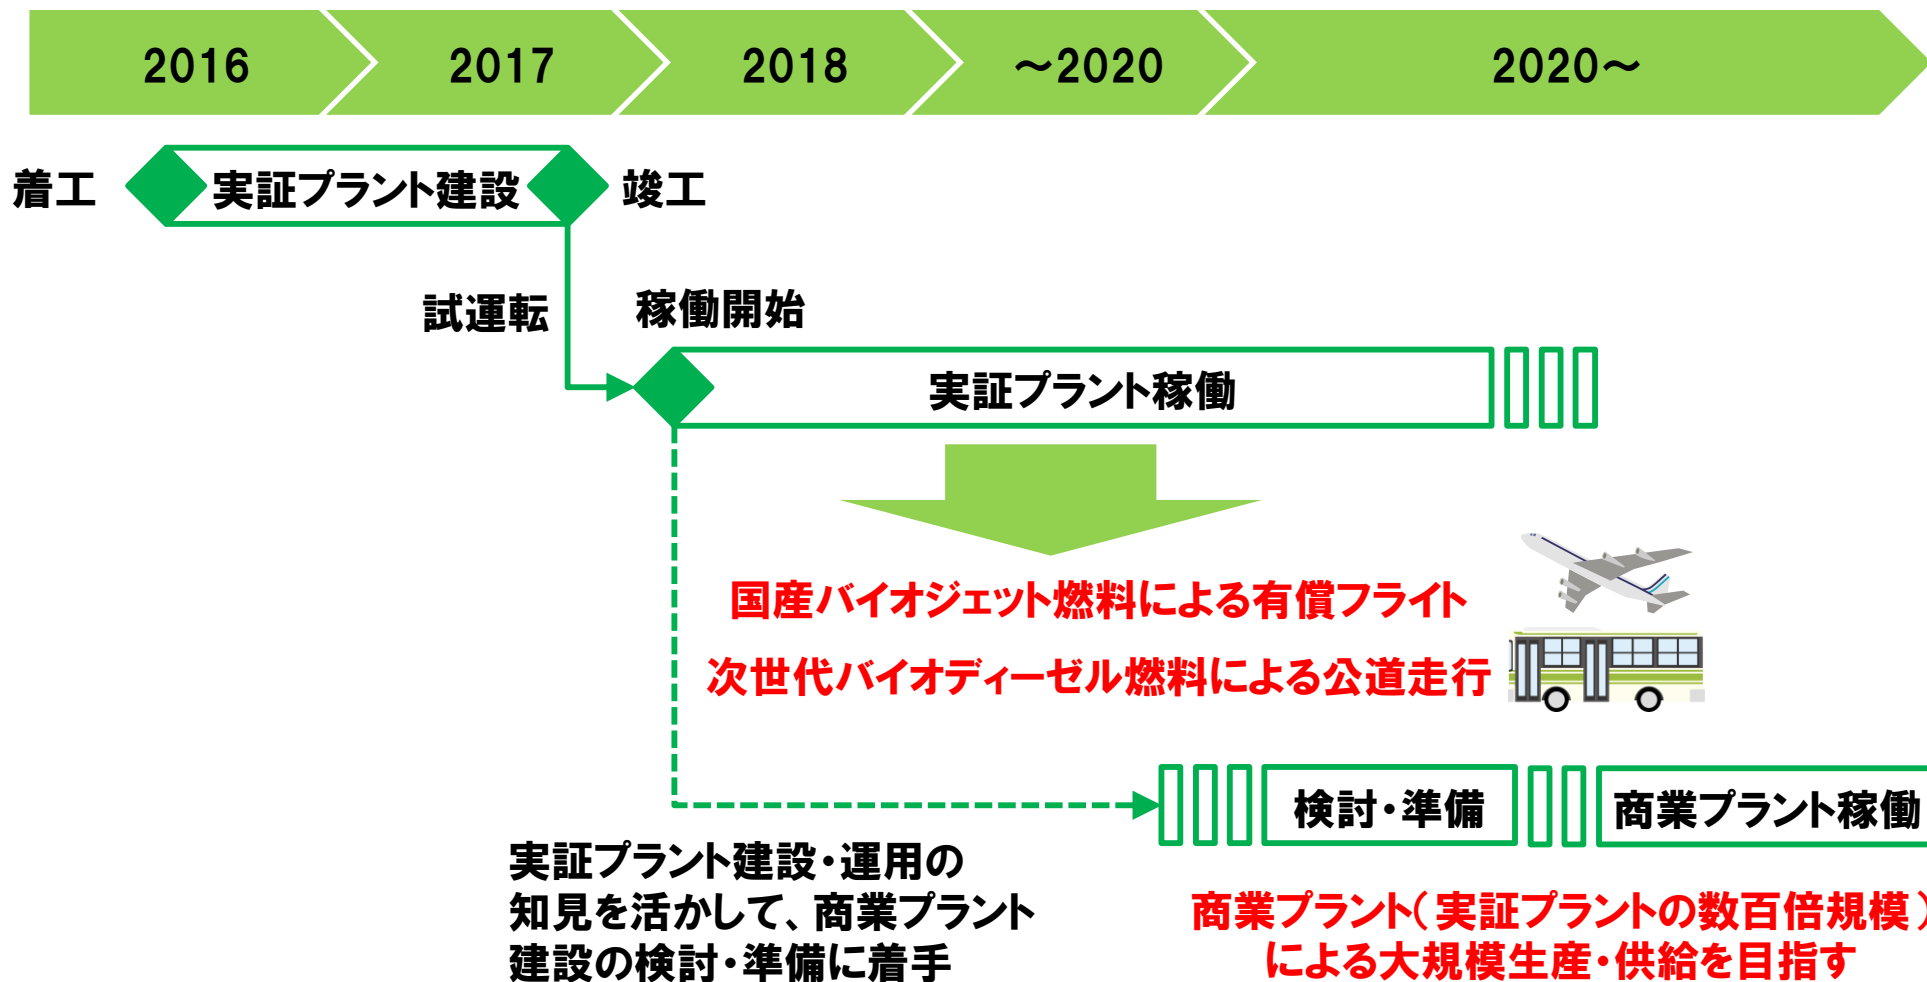 2016
2017
2018
～2020
2020～
着工
実証プラント建設
竣工
試運転
稼働開始
実証プラント稼働
国産バイオジェット燃料による有償フライト
次世代バイオディーゼル燃料による公道走行
検討・準備
商業プラント稼働
実証プラント建設・運用の
知見を活かして、商業プラント
建設の検討・準備に着手
商業プラント（実証プラントの数百倍規模）
による大規模生産・供給を目指す